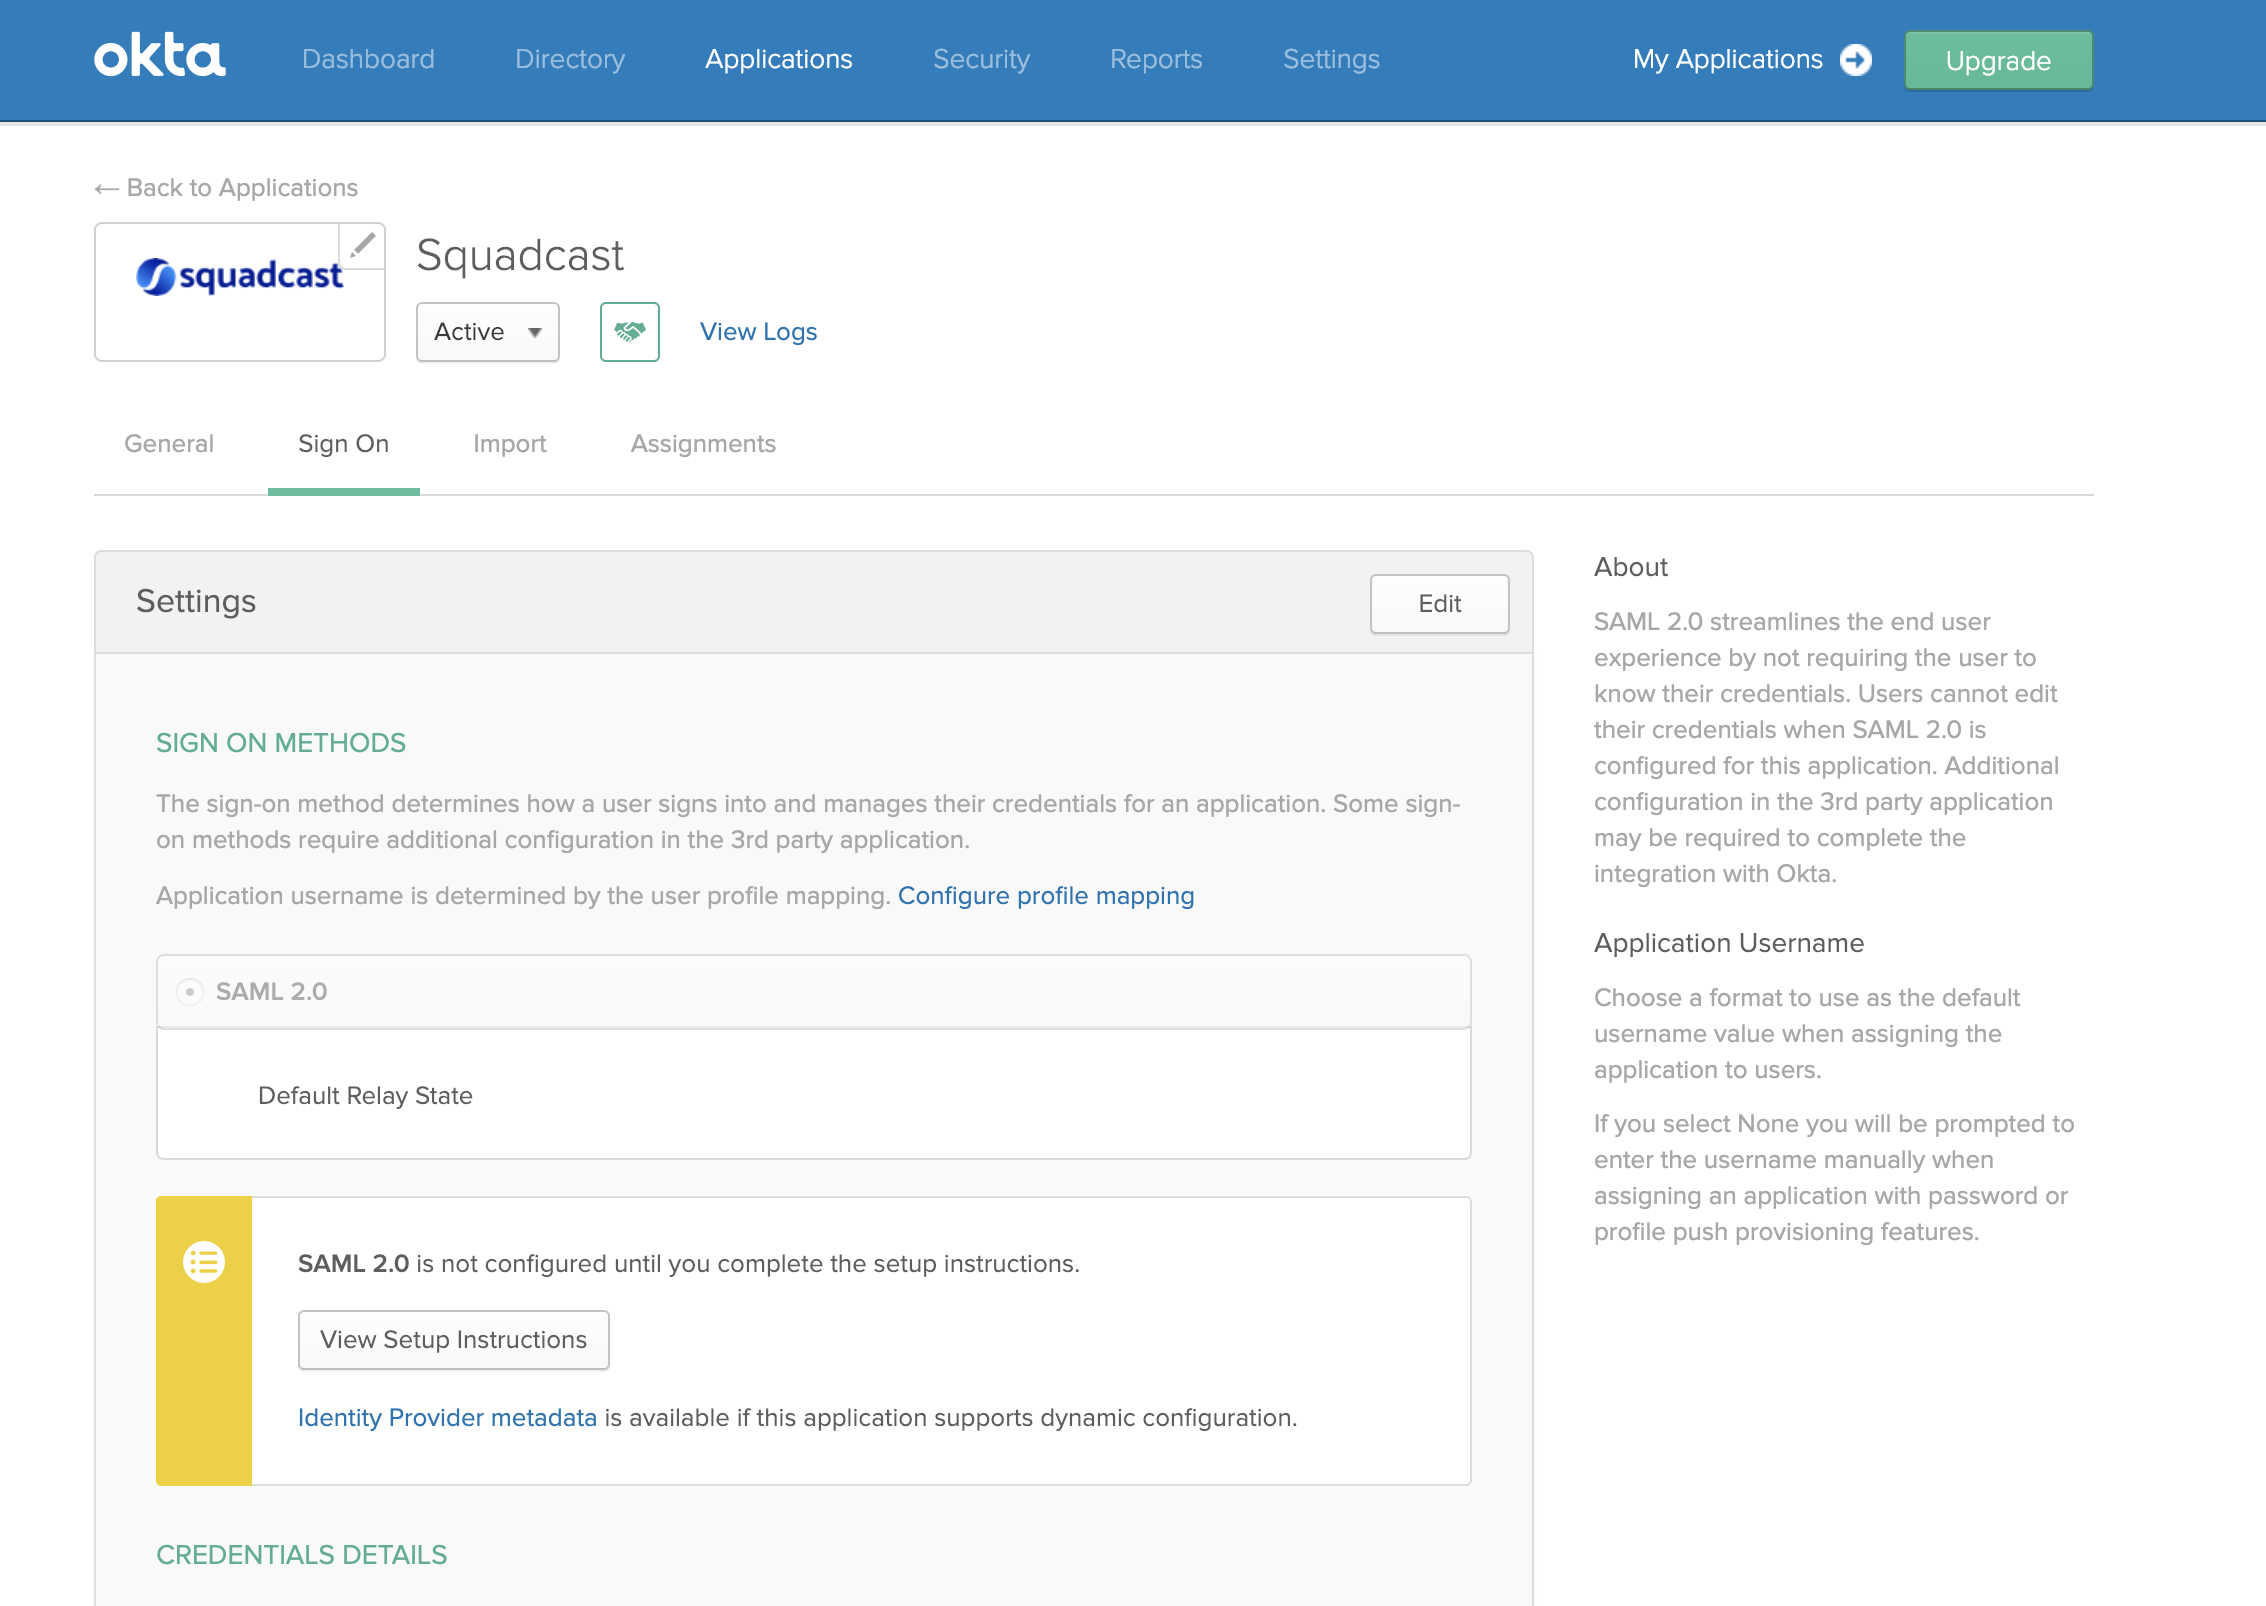 okta
Dashboard
Directory
Applications
Security
Reports
Settings
My Applications
Upgrade
← Back to Applications
squadcast
Squadcast
Active
View Logs
General
Sign On
Import
Assignments
Settings
Edit
SIGN ON METHODS
The sign-on method determines how a user signs into and manages their credentials for an application. Some sign-
on methods require additional configuration in the 3rd party application.
Application username is determined by the user profile mapping. Configure profile mapping
SAML 2.0
Default Relay State
SAML 2.0 is not configured until you complete the setup instructions.
View Setup Instructions
Identity Provider metadata is available if this application supports dynamic configuration.
CREDENTIALS DETAILS
About
SAML 2.0 streamlines the end user
experience by not requiring the user to
know their credentials. Users cannot edit
their credentials when SAML 2.0 is
configured for this application. Additional
configuration in the 3rd party application
may be required to complete the
integration with Okta.
Application Username
Choose a format to use as the default
username value when assigning the
application to users.
If you select None you will be prompted to
enter the username manually when
assigning an application with password or
profile push provisioning features.